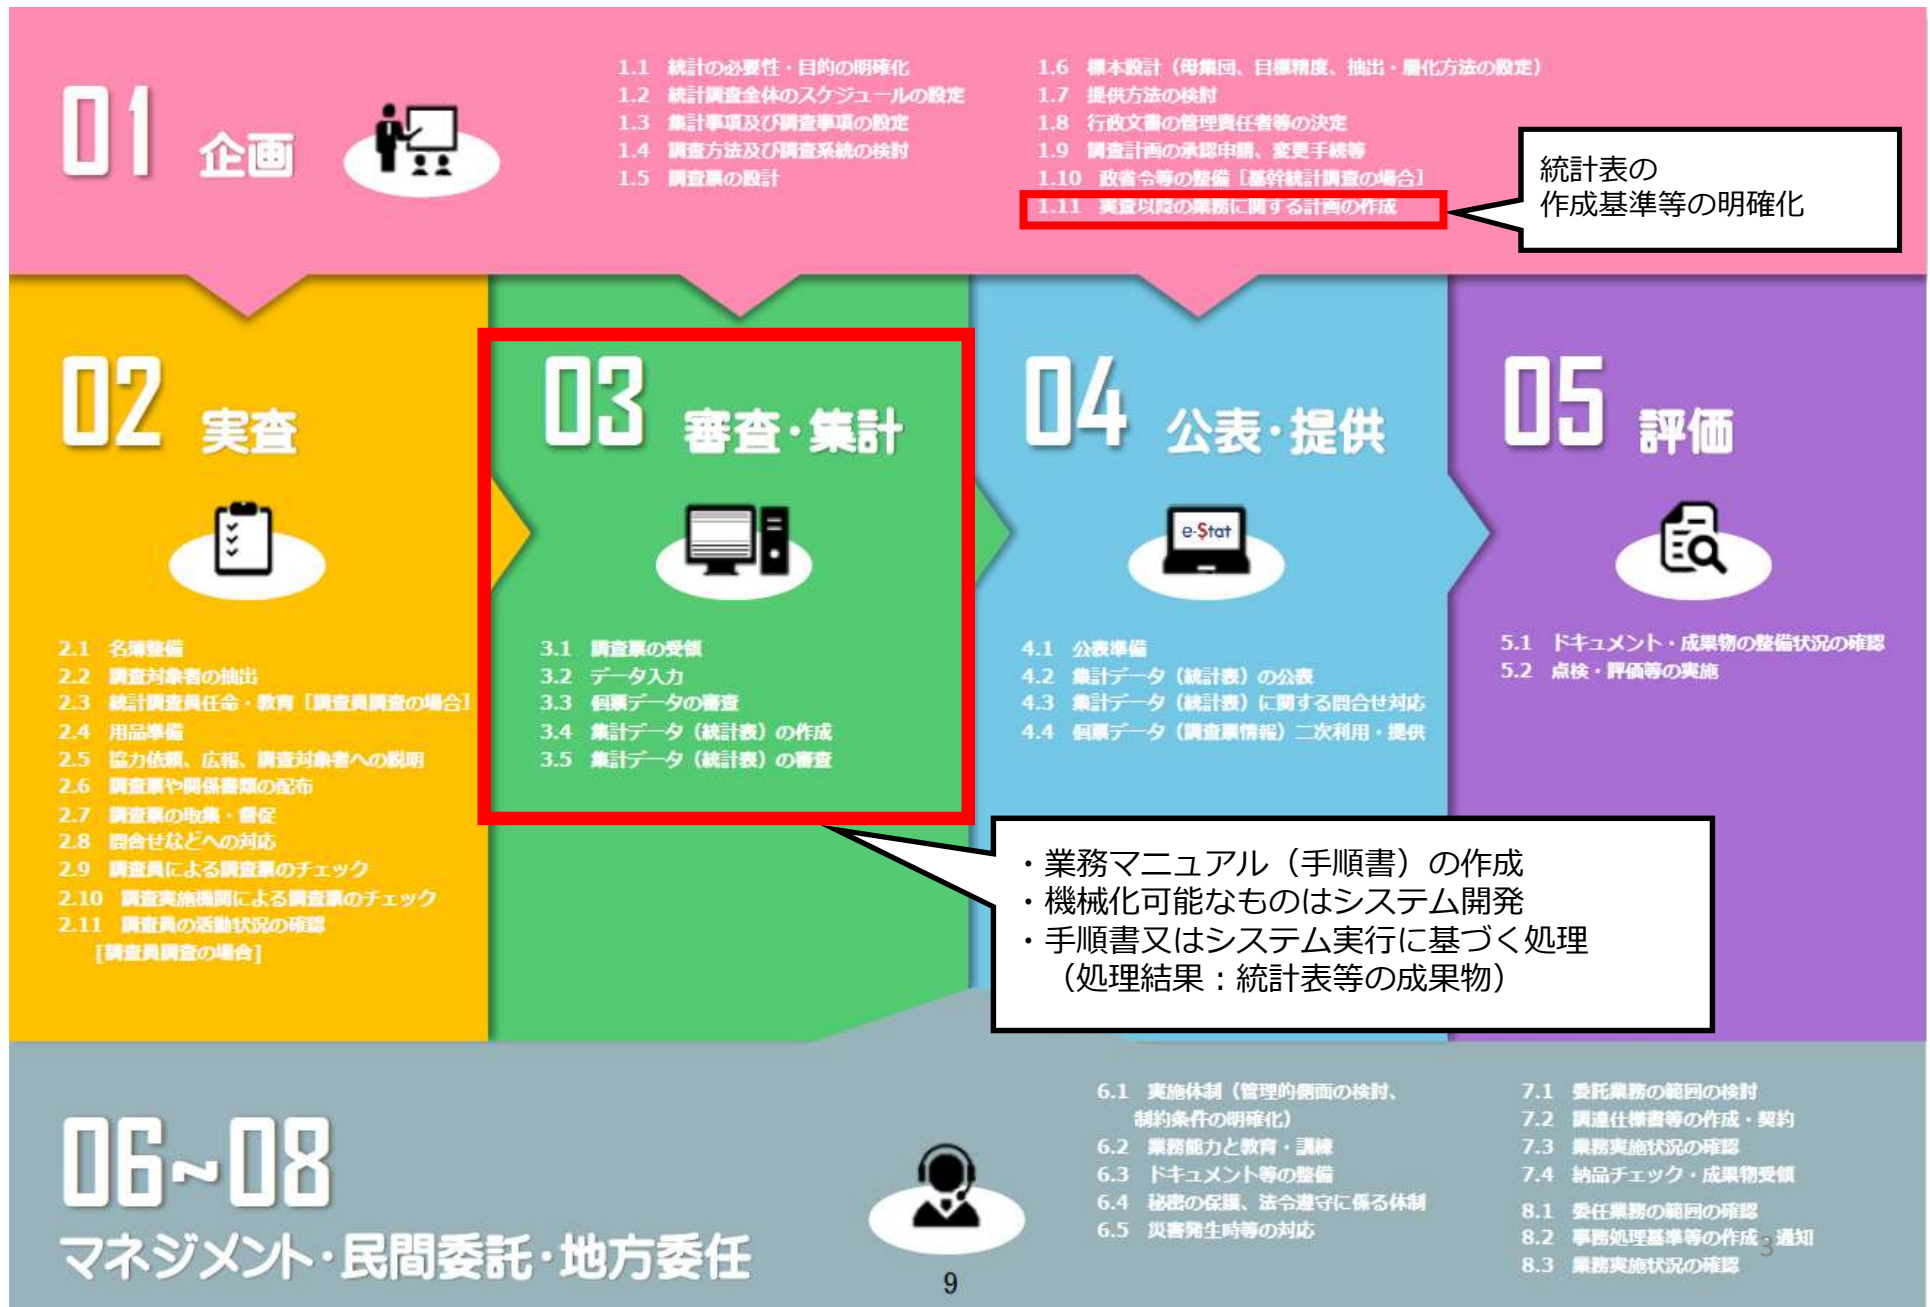 01 企画
1.1 統計の必要性・目的の明確化
1.2 統計調査全体のスケジュールの設定
1.3 集計事項及び調査事項の設定
1.4 調査方法及び調査系統の検討
1.5 調査票の設計
1.6 標本設計（母集団、目標精度、抽出・層化方法の設定）
1.7 提供方法の検討
1.8 行政文書の管理責任者等の決定
1.9 調査計画の承認申請、変更手続等
1.10 政省令等の整備［基幹統計調査の場合］
1.11 実査以降の業務に関する計画の作成
統計表の
作成基準等の明確化
02 実査
2.1 名簿整備
2.2 調査対象者の抽出
2.3 統計調査員任命・教育［調査員調査の場合］
2.4 用品準備
2.5 協力依頼、広報、調査対象者への説明
2.6 調査票や関係書類の配布
2.7 調査票の収集・督促
2.8 問合せなどへの対応
2.9 調査員による調査票のチェック
2.10 調査実施機関による調査票のチェック
2.11 調査員の活動状況の確認
[調査員調査の場合]
03 審査・集計
3.1 調査票の受領
3.2 データ入力
3.3 個票データの審査
3.4 集計データ（統計表）の作成
3.5 集計データ（統計表）の審査
04 公表・提供
e-Stat
4.1 公表準備
4.2 集計データ（統計表）の公表
4.3 集計データ（統計表）に関する問合せ対応
4.4 個票データ（調査票情報）二次利用・提供
05 評価
5.1 ドキュメント・成果物の整備状況の確認
5.2 点検・評価等の実施
・業務マニュアル（手順書）の作成
・機械化可能なものはシステム開発
・手順書又はシステム実行に基づく処理
（処理結果：統計表等の成果物）
06~08
マネジメント・民間委託・地方委任
6.1 実施体制（管理的側面の検討、
制約条件の明確化）
6.2 業務能力と教育・訓練
6.3 ドキュメント等の整備
6.4 秘密の保護、法令遵守に係る体制
6.5 災害発生時等の対応
7.1 委託業務の範囲の検討
7.2 調達仕様書等の作成・契約
7.3 業務実施状況の確認
7.4 納品チェック・成果物受領
8.1 委任業務の範囲の確認
8.2 事務処理基準等の作成・通知
8.3 業務実施状況の確認
3
9